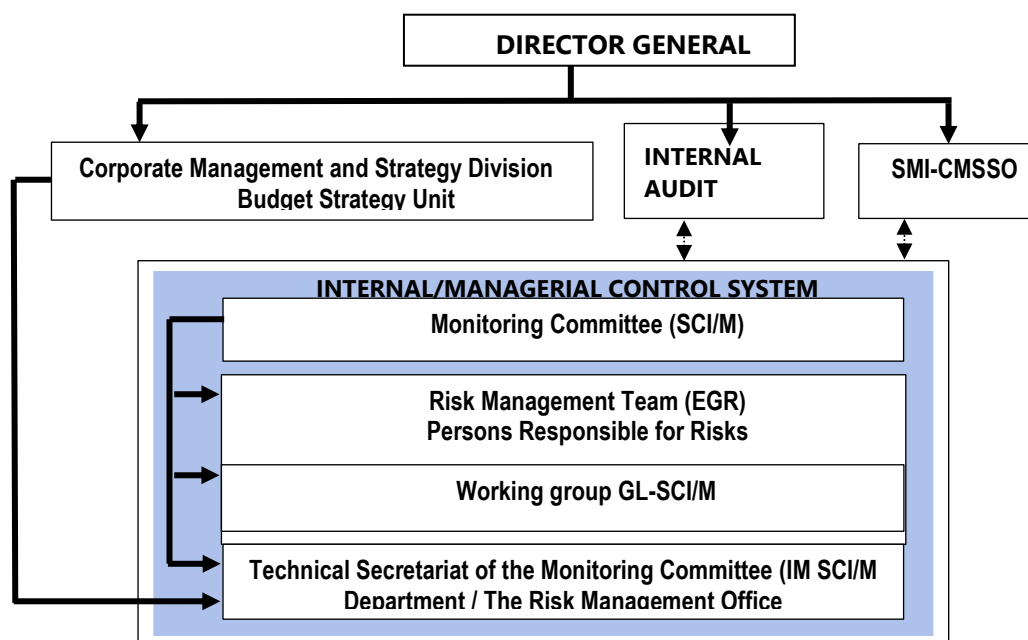 DIRECTOR GENERAL
Corporate Management and Strategy Division
Budget Strategy Unit
INTERNAL
AUDIT
SMI-CMSSO
INTERNAL/MANAGERIAL CONTROL SYSTEM
Monitoring Committee (SCI/M)
Risk Management Team (EGR)
Persons Responsible for Risks
Working group GL-SCI/M
Technical Secretariat of the Monitoring Committee (IM SCI/M
Department / The Risk Management Office